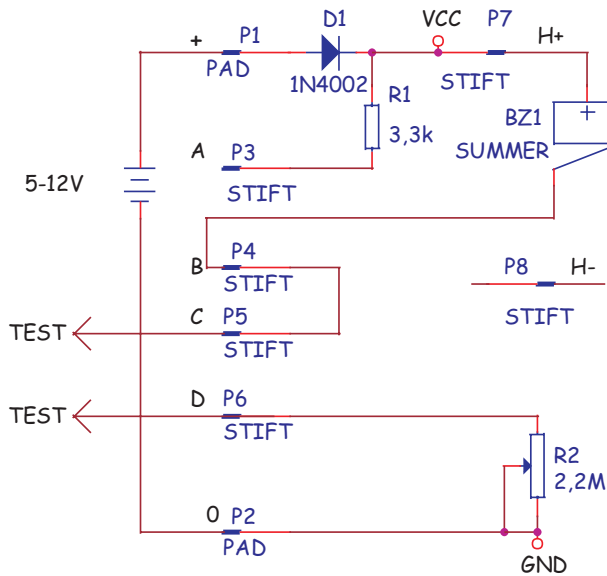 D1
VCC
P7
+ P1
H+
PAD
1N4002
STIFT
R1
BZ1
+
3,3k
SUMMER
A P3
5-12V
STIFT
P4
P8
H-
B
STIFT
C P5
STIFT
TEST
STIFT
D P6
TEST
STIFT
R2
2,2M
0 P2
PAD
GND